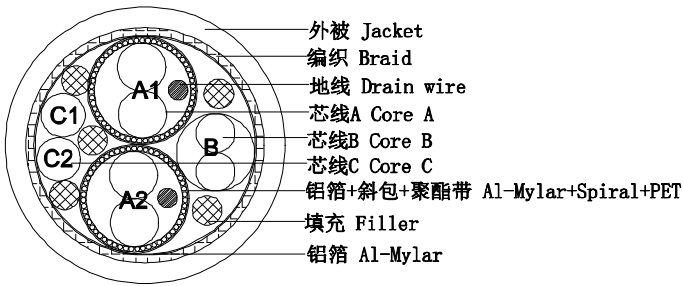 外被 Jacket
编织 Braid
地线 Drain wire
芯线A Core A
芯线B Core B
芯线C Core C
铝箔+斜包+聚酯带 Al-Mylar+Spiral+PET
填充 Filler
铝箔 Al-Mylar
A1
C1
B
C2
A2